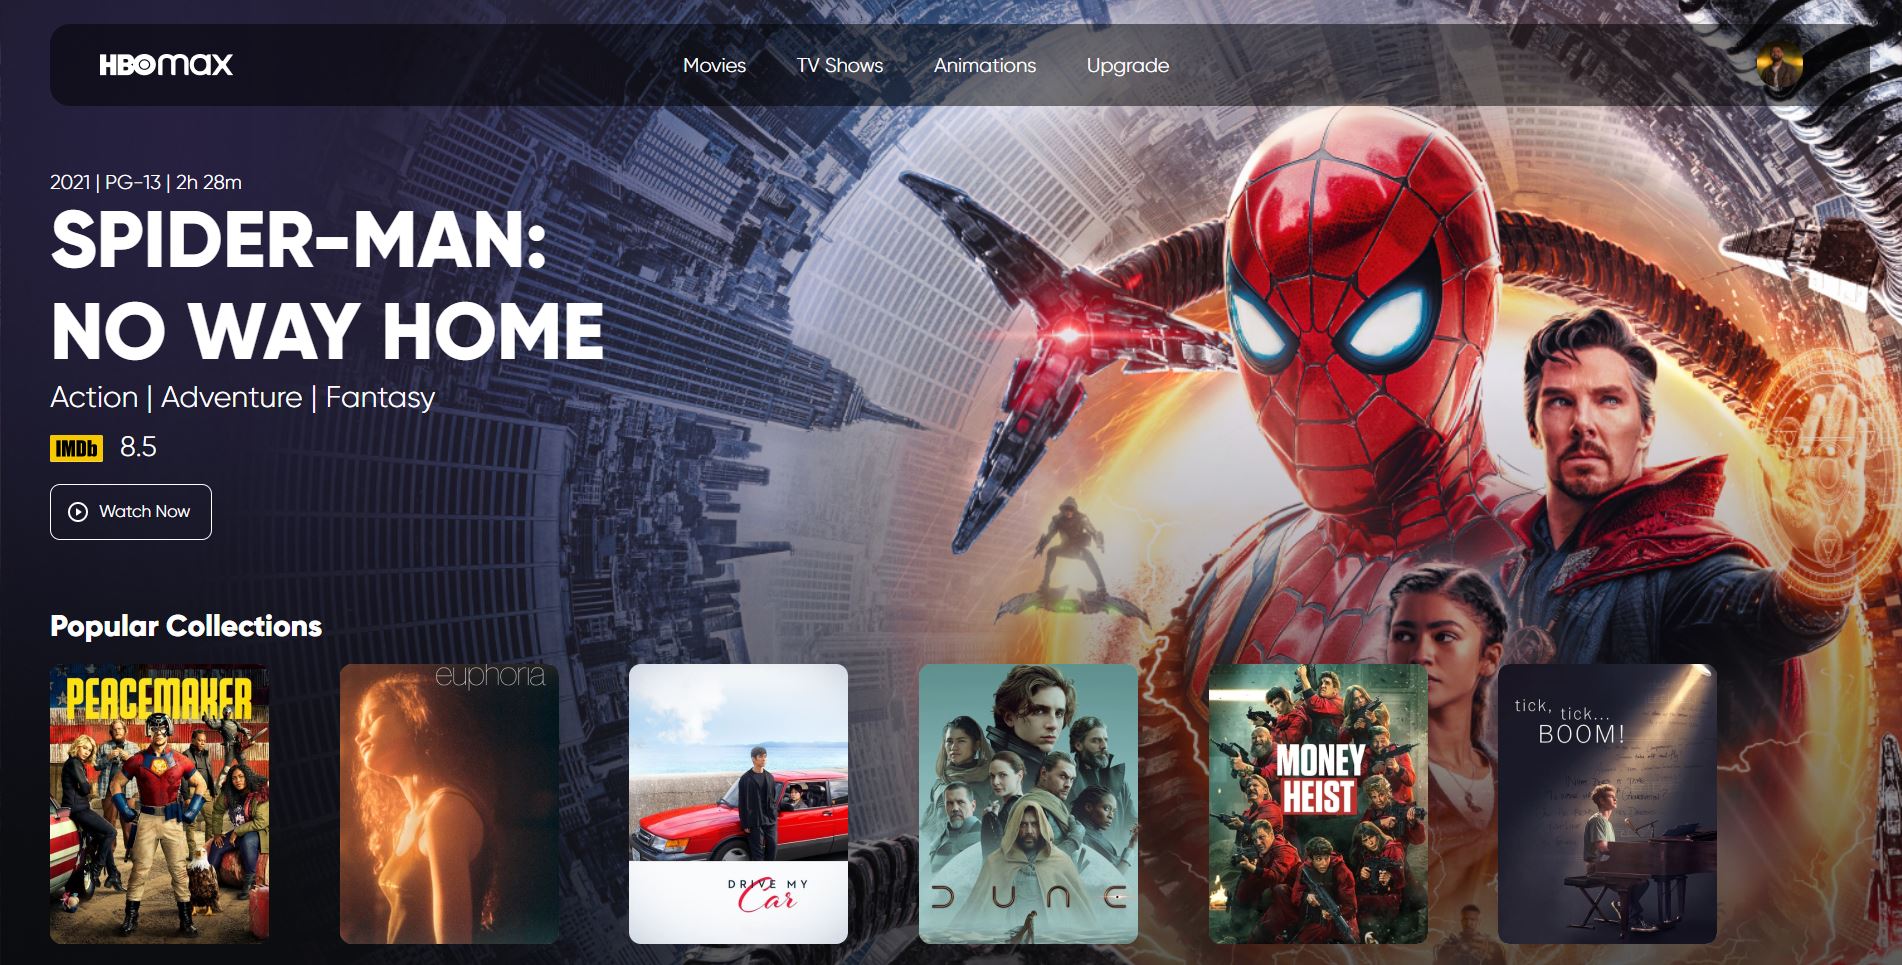 HBOmax
Movies TV Shows Animations Upgrade
2021 | PG-13 | 2h 28m
SPIDER-MAN:
NO WAY HOME
Action | Adventure | Fantasy
IMDb 8.5
Watch Now
Popular Collections
PEACEMAKER
euphoria
DRIVE MY
Car
DUNE
MONEY
HEIST
tick, tick...
BOOM!